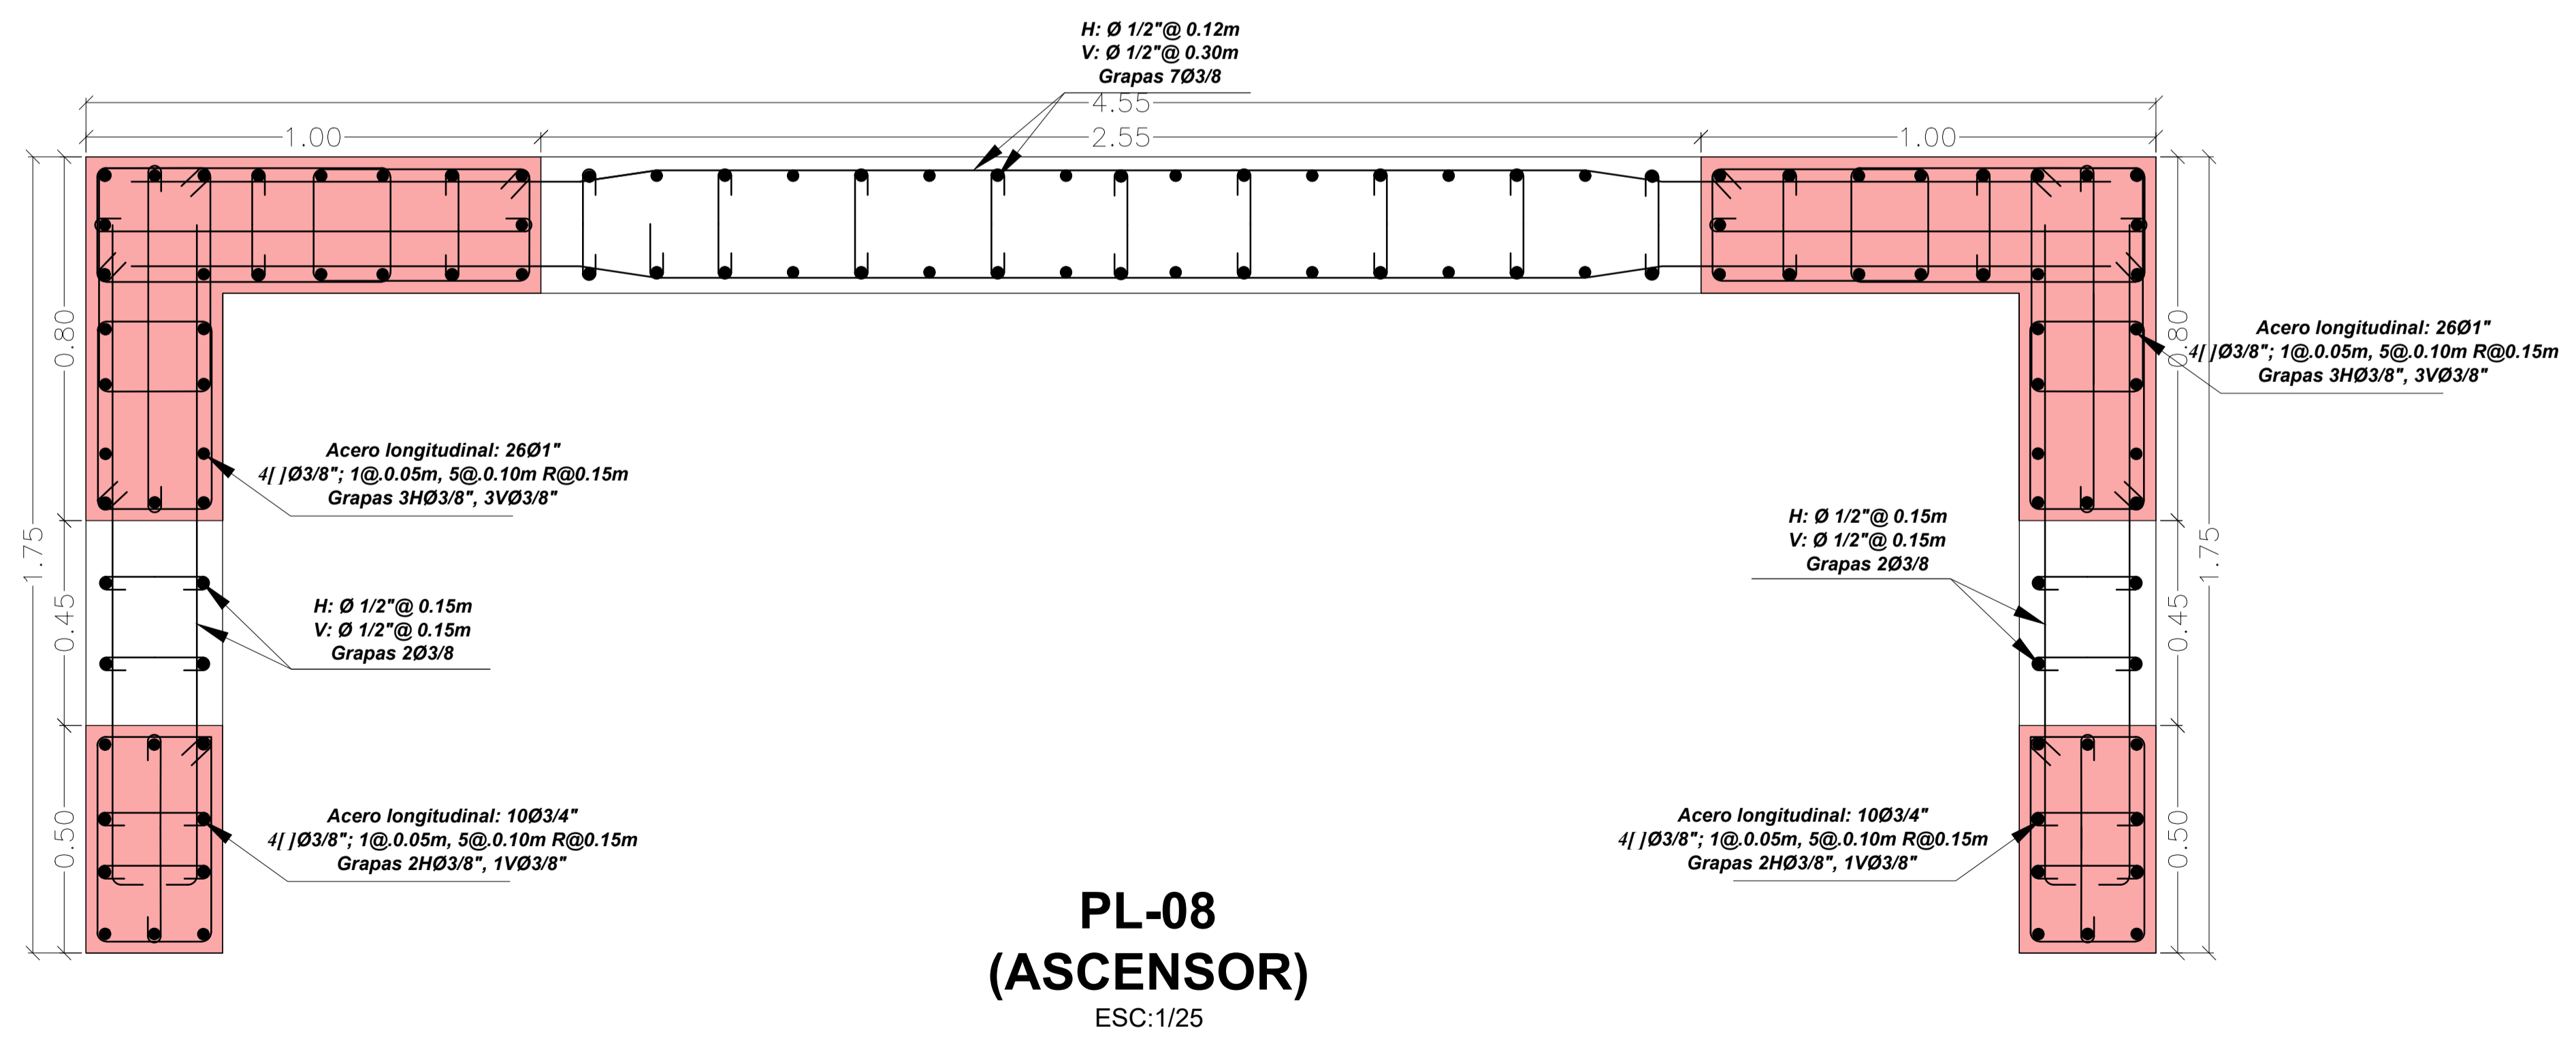 H: Ø 1/2"@ 0.12m
V: Ø 1/2"@ 0.30m
Grapas 7Ø3/8
4.55
1.00
2.55
1.00
0.80
1.75
0.45
0.50
Acero longitudinal: 26Ø1"
4[ ]Ø3/8"; 1@.0.05m, 5@.0.10m R@0.15m
Grapas 3HØ3/8", 3VØ3/8"
H: Ø 1/2"@ 0.15m
V: Ø 1/2"@ 0.15m
Grapas 2Ø3/8
Acero longitudinal: 10Ø3/4"
4[ ]Ø3/8"; 1@.0.05m, 5@.0.10m R@0.15m
Grapas 2HØ3/8", 1VØ3/8"
0.80
Acero longitudinal: 26Ø1"
4[ ]Ø3/8"; 1@.0.05m, 5@.0.10m R@0.15m
Grapas 3HØ3/8", 3VØ3/8"
H: Ø 1/2"@ 0.15m
V: Ø 1/2"@ 0.15m
Grapas 2Ø3/8
1.75
0.45
Acero longitudinal: 10Ø3/4"
4[ ]Ø3/8"; 1@.0.05m, 5@.0.10m R@0.15m
Grapas 2HØ3/8", 1VØ3/8"
0.50
PL-08
(ASCENSOR)
ESC:1/25